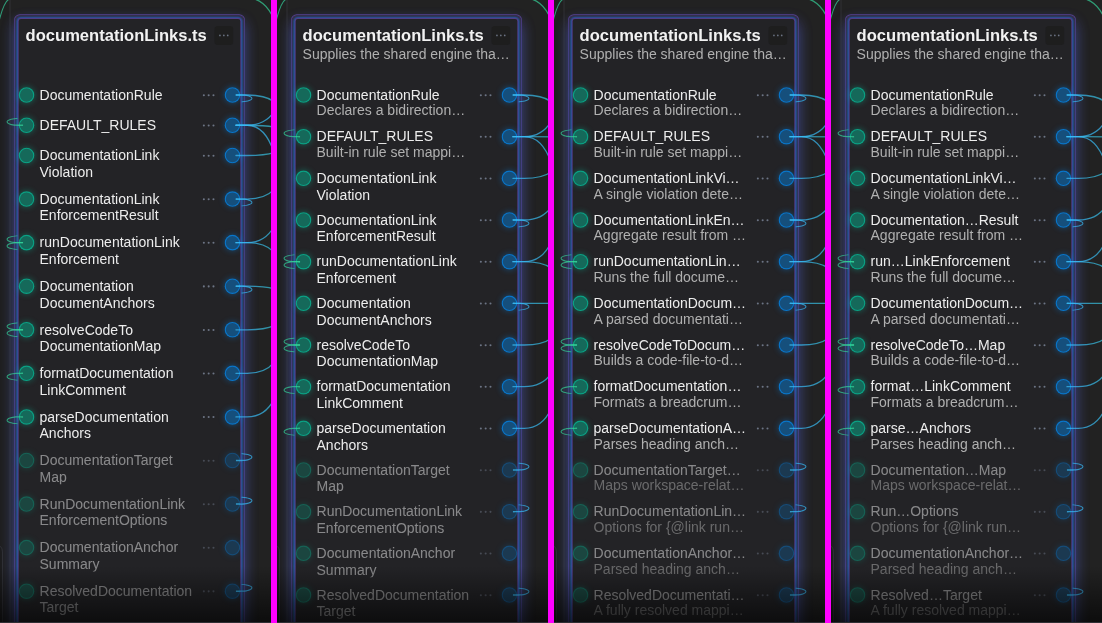 documentationLinks.ts ...
DocumentationRule ...
DEFAULT_RULES ...
DocumentationLink ...
Violation
DocumentationLink ...
EnforcementResult
runDocumentationLink ...
Enforcement
Documentation ...
DocumentAnchors
resolveCodeTo ...
DocumentationMap
formatDocumentation ...
LinkComment
parseDocumentation ...
Anchors
DocumentationTarget ...
Map
RunDocumentationLink ...
EnforcementOptions
DocumentationAnchor ...
Summary
ResolvedDocumentation ...
Target
documentationLinks.ts ...
Supplies the shared engine tha…
DocumentationRule ...
Declares a bidirection…
DEFAULT_RULES ...
Built-in rule set mappi…
DocumentationLink ...
Violation
DocumentationLink ...
EnforcementResult
runDocumentationLink ...
Enforcement
Documentation ...
DocumentAnchors
resolveCodeTo ...
DocumentationMap
formatDocumentation ...
LinkComment
parseDocumentation ...
Anchors
DocumentationTarget ...
Map
RunDocumentationLink ...
EnforcementOptions
DocumentationAnchor ...
Summary
ResolvedDocumentation ...
Target
documentationLinks.ts ...
Supplies the shared engine tha…
DocumentationRule ...
Declares a bidirection…
DEFAULT_RULES ...
Built-in rule set mappi…
DocumentationLinkVi… ...
A single violation dete…
DocumentationLinkEn… ...
Aggregate result from …
runDocumentationLin… ...
Runs the full docume…
DocumentationDocum… ...
A parsed documentati…
resolveCodeToDocum… ...
Builds a code-file-to-d…
formatDocumentation… ...
Formats a breadcrum…
parseDocumentationA… ...
Parses heading anch…
DocumentationTarget… ...
Maps workspace-relat…
RunDocumentationLin… ...
Options for {@link run…
DocumentationAnchor… ...
Parsed heading anch…
ResolvedDocumentati… ...
A fully resolved mappi…
documentationLinks.ts ...
Supplies the shared engine tha…
DocumentationRule ...
Declares a bidirection…
DEFAULT_RULES ...
Built-in rule set mappi…
DocumentationLinkVi… ...
A single violation dete…
Documentation…Result ...
Aggregate result from …
run…LinkEnforcement ...
Runs the full docume…
DocumentationDocum… ...
A parsed documentati…
resolveCodeTo…Map ...
Builds a code-file-to-d…
format…LinkComment ...
Formats a breadcrum…
parse…Anchors ...
Parses heading anch…
Documentation…Map ...
Maps workspace-relat…
Run…Options ...
Options for {@link run…
DocumentationAnchor… ...
Parsed heading anch…
Resolved…Target ...
A fully resolved mappi…